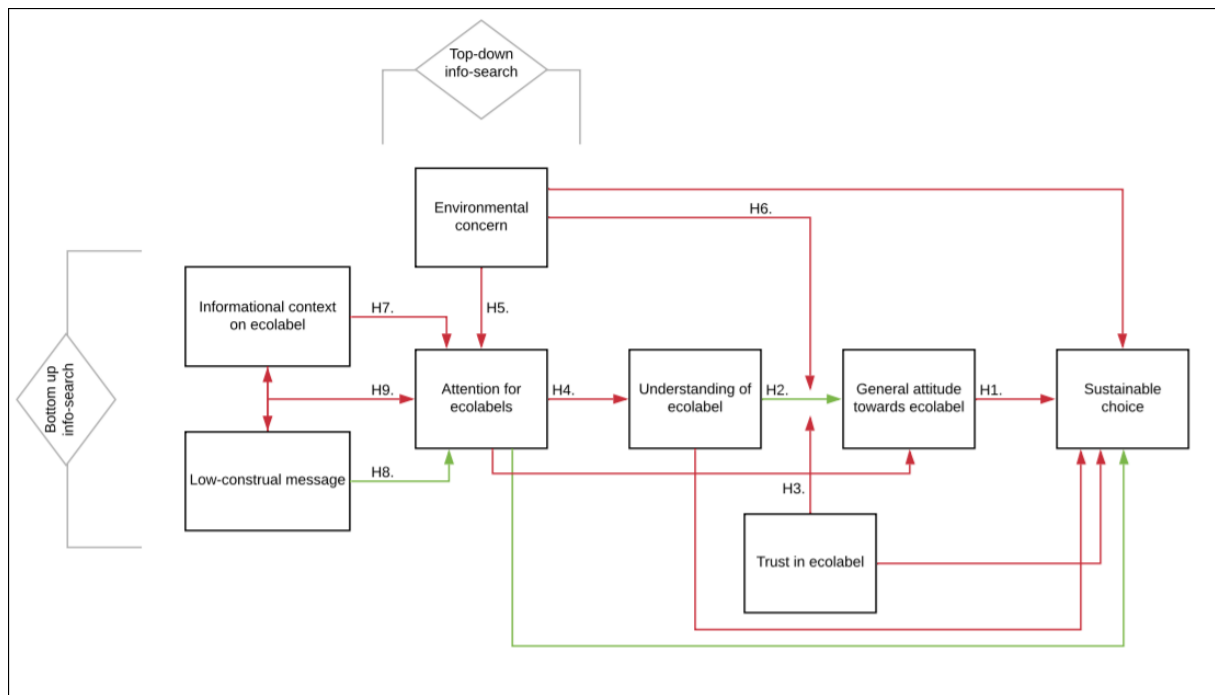 Top-down
info-search
Environmental
concern
H6.
Bottom up
info-search
Informational context
on ecolabel
H7.
H5.
H9.
Attention for
ecolabels
H4.
Understanding of
ecolabel
H2.
General attitude
towards ecolabel
H1.
Sustainable
choice
Low-construal message
H8.
H3.
Trust in ecolabel